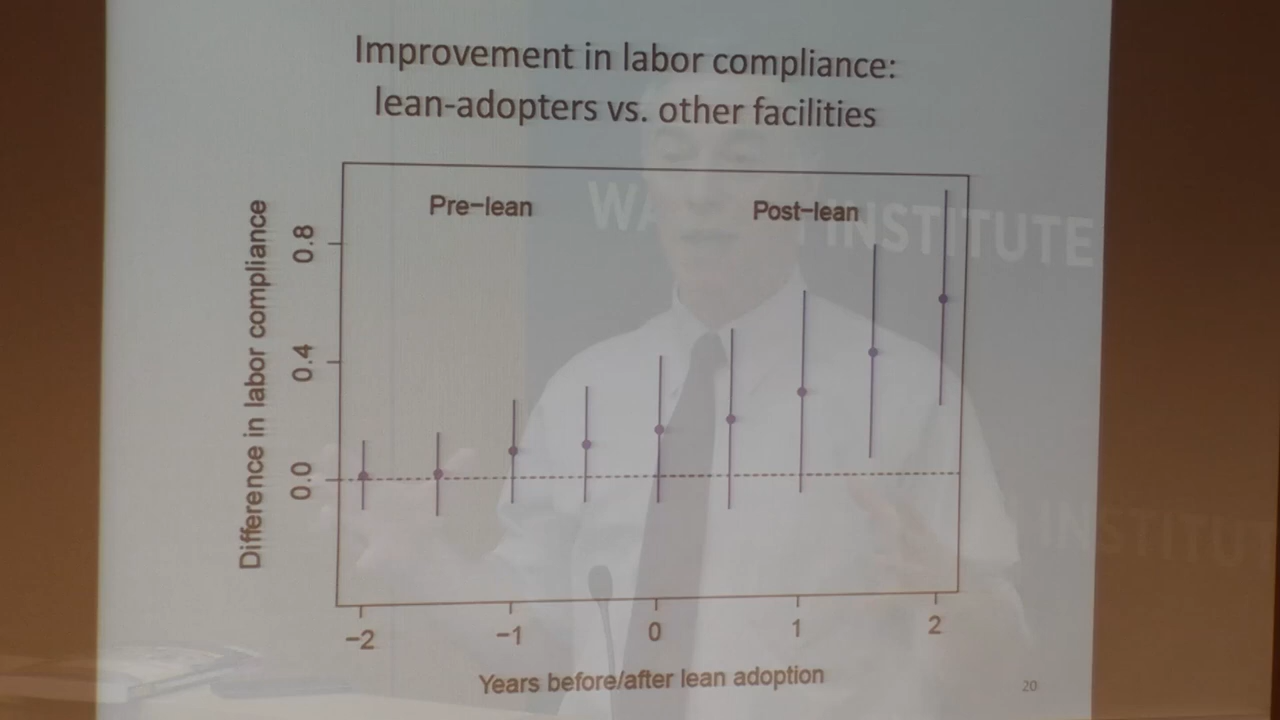 Improvement in labor compliance:
lean-adopters vs. other facilities
Pre-lean
Post-lean
INSTITUTE
Difference in labor compliance
0.8
0.4
0.0
-2
-1
0
1
2
Years before/after lean adoption
20